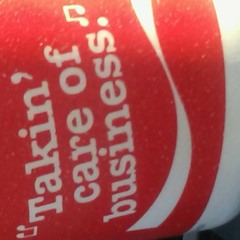 "Takin'
care of
business."♫